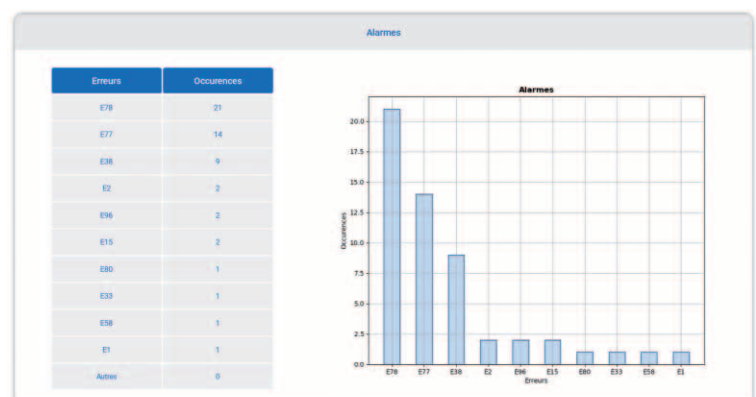 Alarmes
Erreurs Occurences
E78 21
E77 14
E38 9
E2 2
E96 2
E15 2
E80 1
E33 1
E58 1
E1 1
Autres 0
Alarmes
20.0
17.5
15.0
12.5
10.0
7.5
5.0
2.5
0.0
Occurences
E78 E77 E38 E2 E96 E15 E80 E33 E58 E1
Erreurs